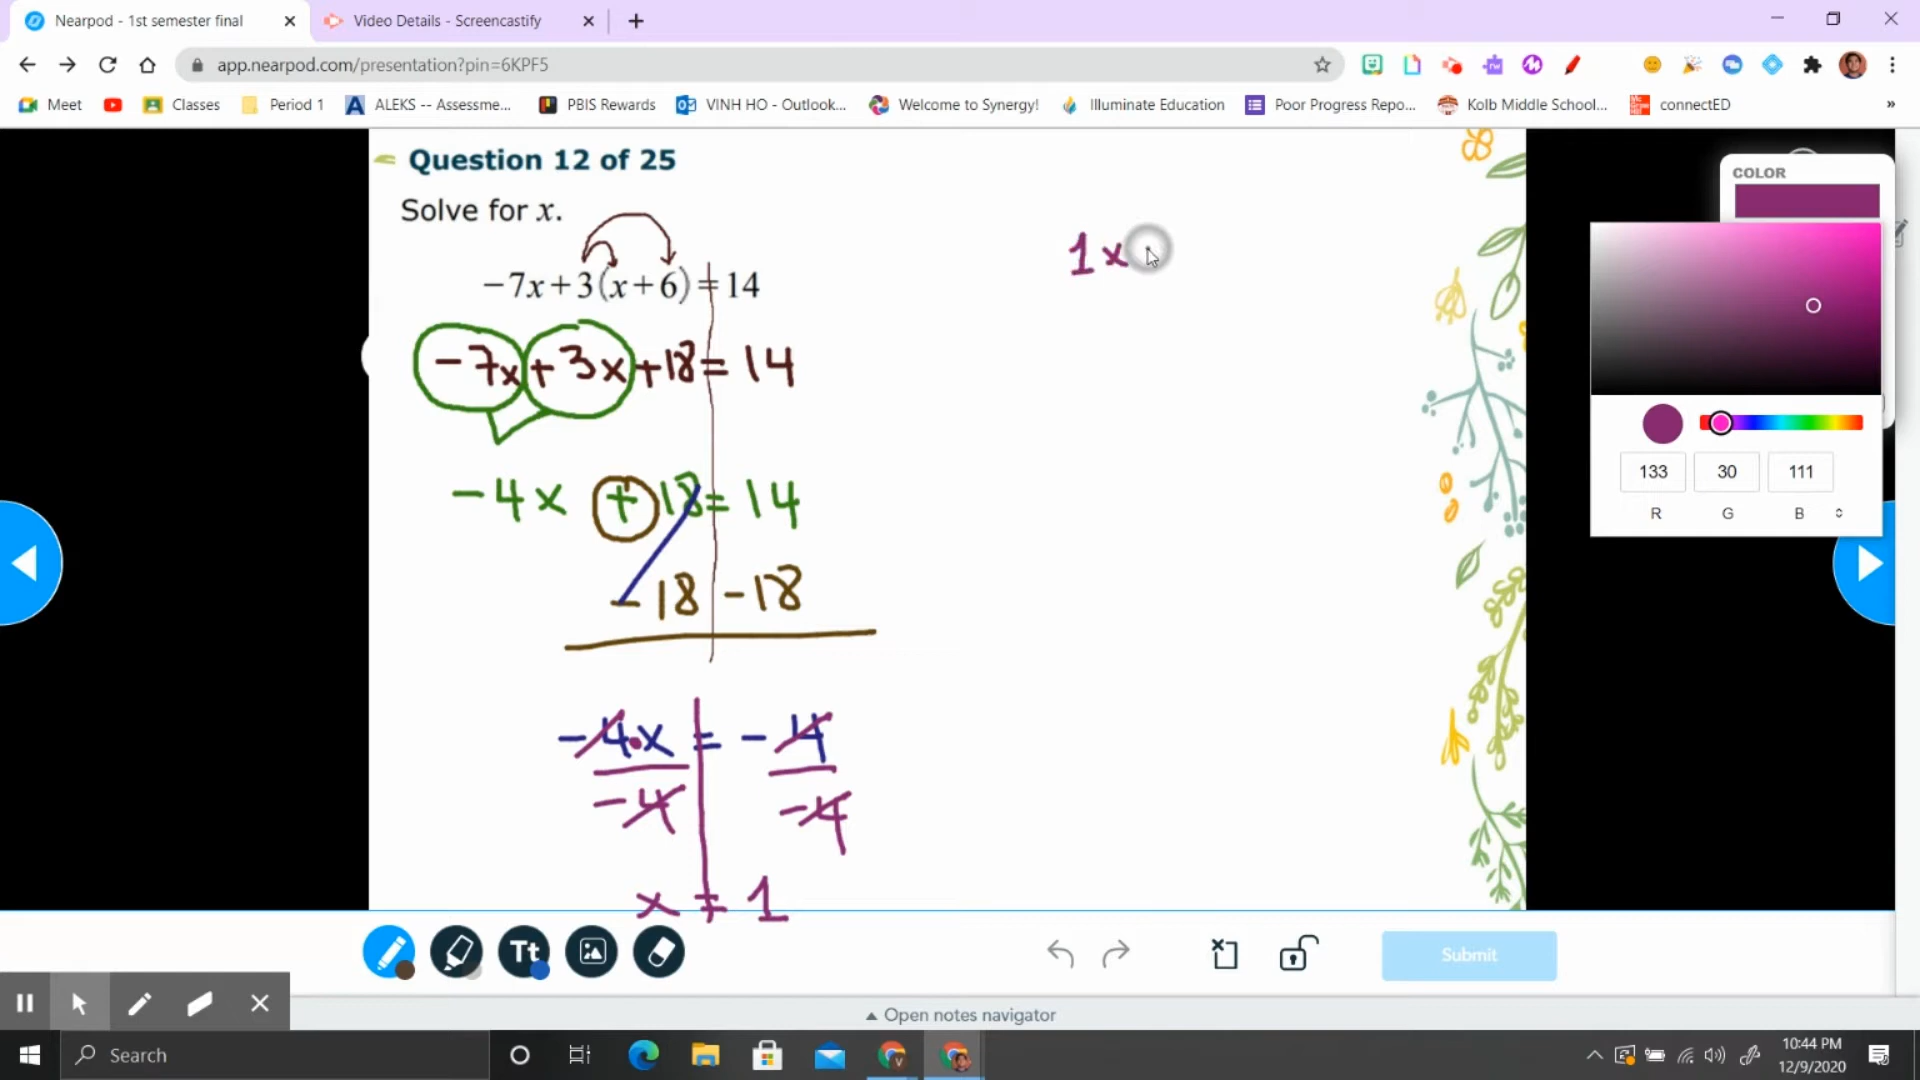 Nearpod - 1st semester final
Video Details - Screencastify
app.nearpod.com/presentation?pin=6KPF5
Meet
Classes
Period 1
ALEKS -- Assessme...
PBIS Rewards
VINH HO - Outlook...
Welcome to Synergy!
Illuminate Education
Poor Progress Repo...
Kolb Middle School...
connectED
»
Question 12 of 25
Solve for x.
−7x+3(x+6)=14
-7x+3x+18=14
-4x+18=14
-18 -18
-4·x = -4
-4 -4
x = 1
1x
COLOR
133 30 111
R G B
Tt
Submit
Open notes navigator
Search
10:44 PM
12/9/2020